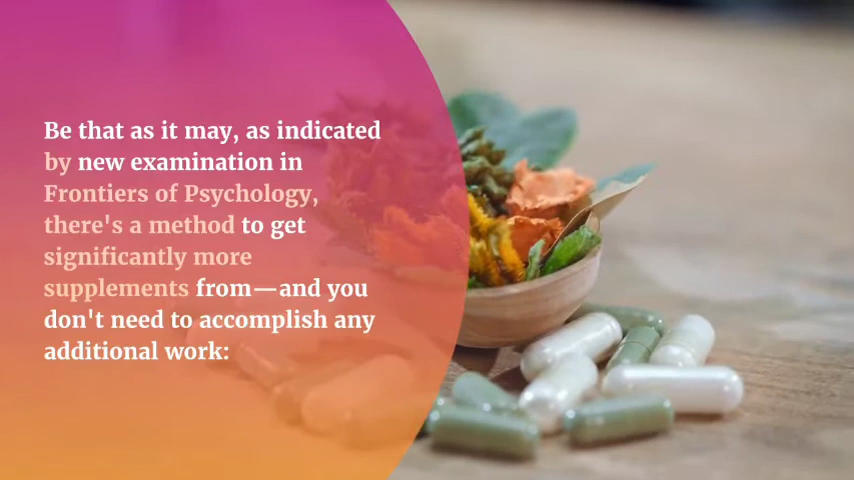 Be that as it may, as indicated
by new examination in
Frontiers of Psychology,
there's a method to get
significantly more
supplements from—and you
don't need to accomplish any
additional work: